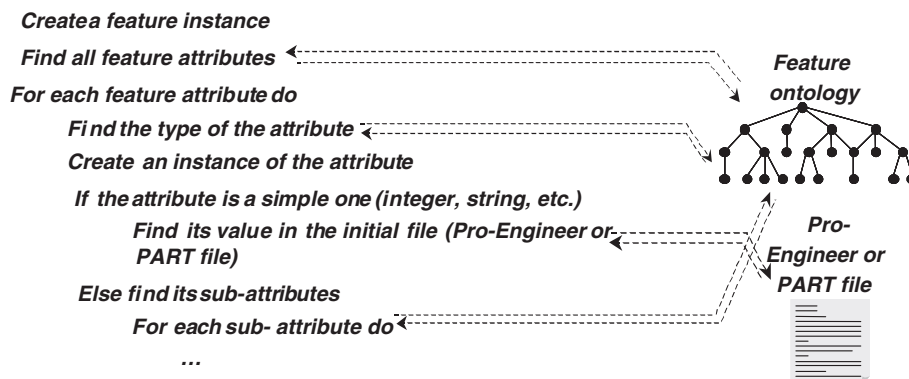 Create a feature instance
Find all feature attributes
For each feature attribute do
Find the type of the attribute
Create an instance of the attribute
If the attribute is a simple one (integer, string, etc.)
Find its value in the initial file (Pro-Engineer or
PART file)
Else find its sub-attributes
For each sub- attribute do
...
Feature
ontology
Pro-
Engineer or
PART file